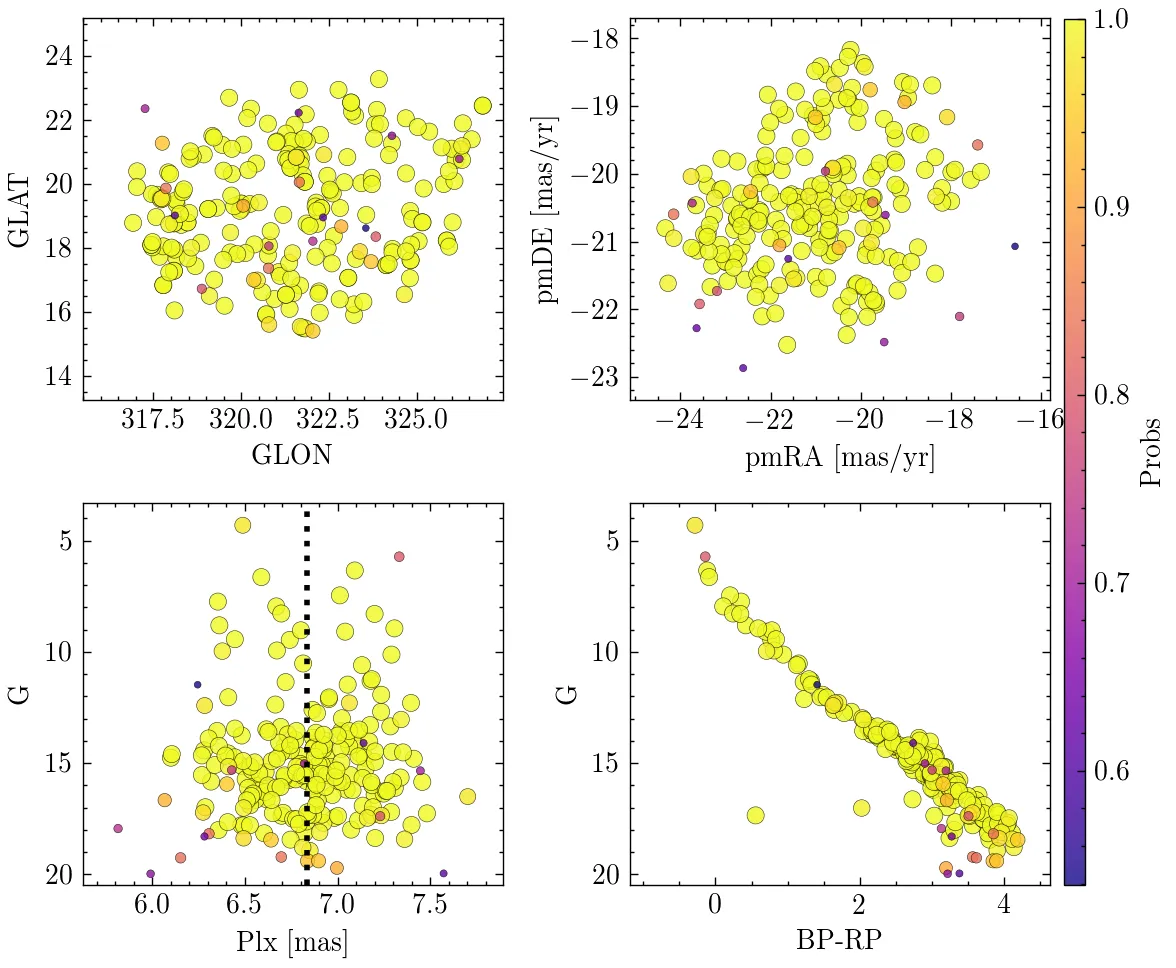 24
22
20
18
16
14
GLAT
317.5 320.0 322.5 325.0
GLON
−18
−19
−20
−21
−22
−23
pmDE [mas/yr]
−24 −22 −20 −18 −16
pmRA [mas/yr]
5
10
15
20
G
6.0 6.5 7.0 7.5
Plx [mas]
5
10
15
20
G
0 2 4
BP-RP
1.0
0.9
0.8
0.7
0.6
Probs